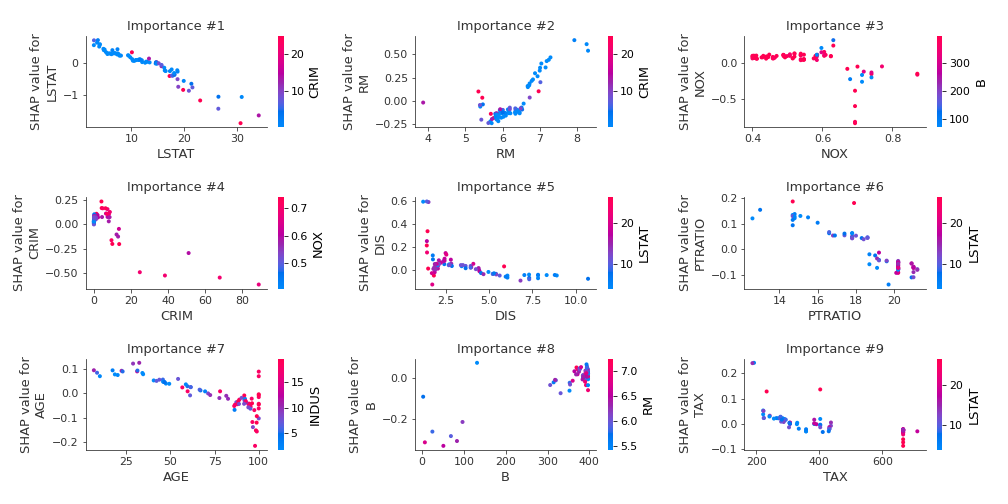 Importance #1
SHAP value for
LSTAT
0
−1
10
20
30
LSTAT
20
10
CRIM
Importance #2
SHAP value for
RM
0.50
0.25
0.00
−0.25
4
5
6
7
8
RM
20
10
CRIM
Importance #3
SHAP value for
NOX
0.0
−0.5
0.4
0.6
0.8
NOX
300
200
100
B
Importance #4
SHAP value for
CRIM
0.25
0.00
−0.25
−0.50
0
20
40
60
80
CRIM
0.7
0.6
0.5
NOX
Importance #5
SHAP value for
DIS
0.6
0.4
0.2
0.0
2.5
5.0
7.5
10.0
DIS
20
10
LSTAT
Importance #6
SHAP value for
PTRATIO
0.2
0.1
0.0
−0.1
14
16
18
20
PTRATIO
20
10
LSTAT
Importance #7
SHAP value for
AGE
0.1
0.0
−0.1
−0.2
25
50
75
100
AGE
15
10
5
INDUS
Importance #8
SHAP value for
B
0.0
−0.2
0
100
200
300
400
B
7.0
6.5
6.0
5.5
RM
Importance #9
SHAP value for
TAX
0.2
0.1
0.0
−0.1
200
400
600
TAX
20
10
LSTAT